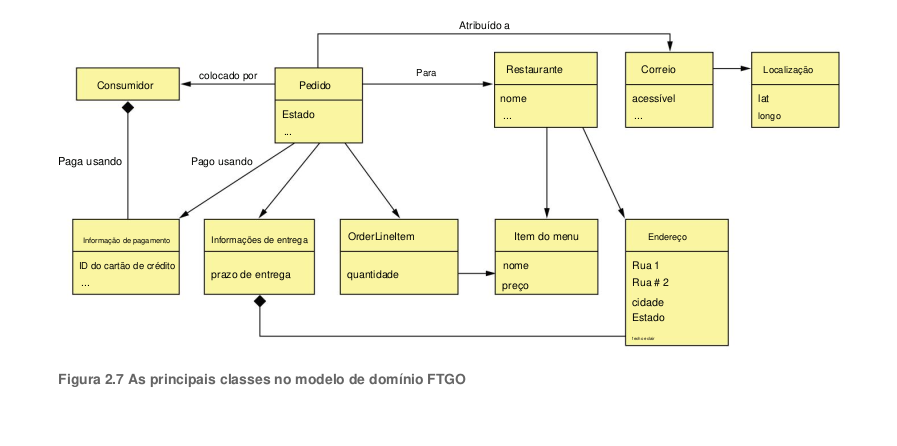 Atribuído a
Consumidor
colocado por
Pedido
Estado
...
Para
Restaurante
nome
...
Correio
acessível
...
Localização
lat
longo
Paga usando
Pago usando
Informação de pagamento
ID do cartão de crédito
...
Informações de entrega
prazo de entrega
OrderLineItem
quantidade
Item do menu
nome
preço
Endereço
Rua 1
Rua # 2
cidade
Estado
Figura 2.7 As principais classes no modelo de domínio FTGO